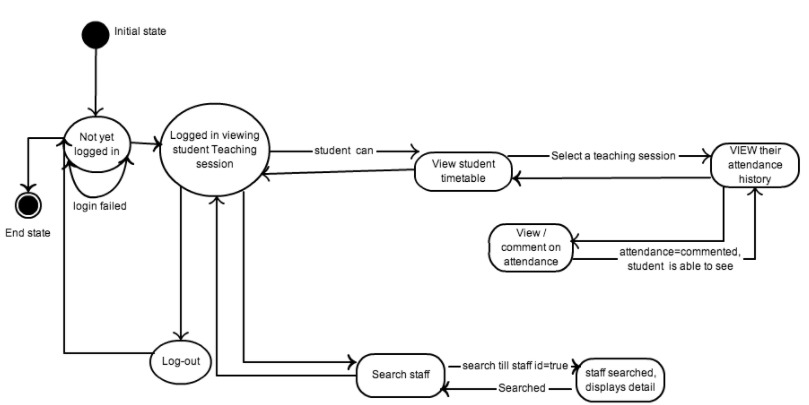 Initial state
Not yet
logged in
Logged in viewing
student Teaching
session
student can
View student
timetable
Select a teaching session
VIEW their
attendance
history
login failed
End state
View /
comment on
attendance
attendance=commented,
student is able to see
Log-out
Search staff
search till staff id=true
Searched
staff searched,
displays detail